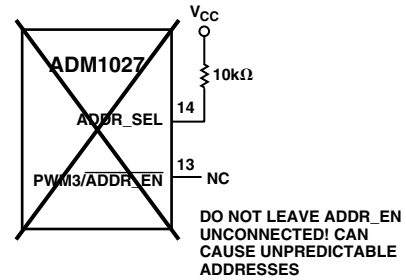 VCC
ADM1027
10kΩ
ADDR_SEL
14
PWM3/ADDR_EN
13
NC
DO NOT LEAVE ADDR_EN
UNCONNECTED! CAN
CAUSE UNPREDICTABLE
ADDRESSES